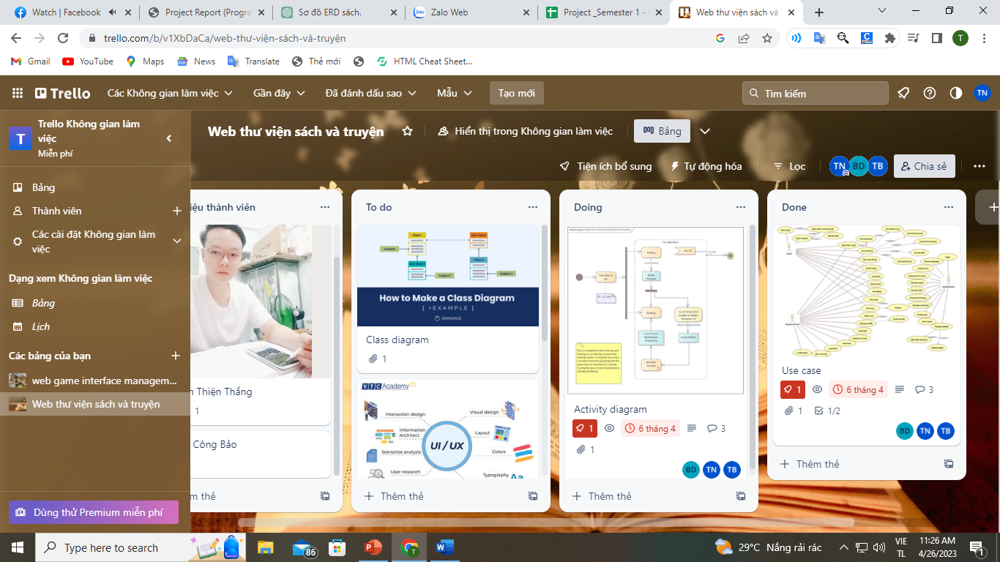 Watch | Facebook
Project Report (Progra
Sơ đồ ERD sách.
Zalo Web
Project _Semester 1 -
Web thư viện sách và
trello.com/b/v1XbDaCa/web-thư-viện-sách-và-truyện
Gmail
YouTube
Maps
News
Translate
Thẻ mới
HTML Cheat Sheet...
Trello
Các Không gian làm việc
Gần đây
Đã đánh dấu sao
Mẫu
Tạo mới
Tìm kiếm
TN
T
Trello Không gian làm
việc
Miễn phí
Web thư viện sách và truyện
Hiển thị trong Không gian làm việc
Bảng
Tiện ích bổ sung
Tự động hóa
Lọc
TN BD TB
Chia sẻ
Bảng
Thành viên
Các cài đặt Không gian làm
việc
Dạng xem Không gian làm việc
Bảng
Lịch
Các bảng của bạn
web game interface managem...
Web thư viện sách và truyện
Dùng thử Premium miễn phí
iệu thành viên
Thiện Thắng
1
Công Bảo
m thẻ
To do
How to Make a Class Diagram
[ +EXAMPLE ]
VENNGAGE
Class diagram
1
VTC Academy
Interaction design
Visual design
Information
Architect
Layout
UI / UX
Scenarios analysis
Colors
User research
Typography
Aa
Thêm thẻ
Doing
Activity diagram
1
6 tháng 4
3
1
BD TN TB
Thêm thẻ
Done
Use case
1
6 tháng 4
3
1
1/2
BD TN TB
Thêm thẻ
Type here to search
86
29°C Nắng rải rác
VIE
TL
11:26 AM
4/26/2023
1